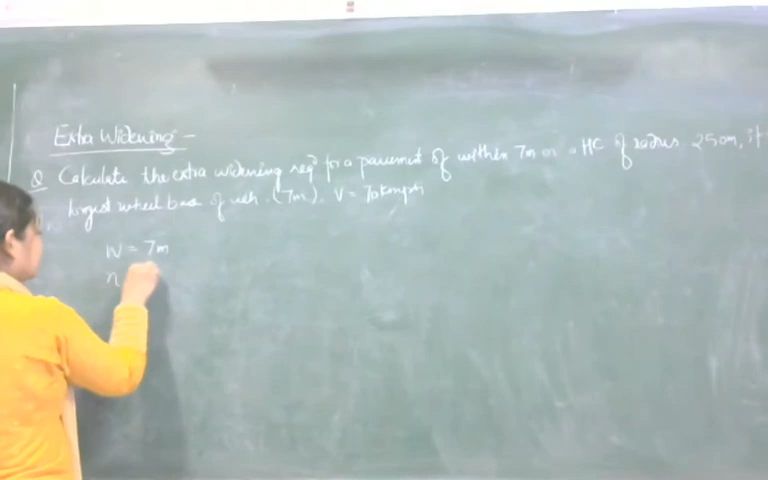 Extra Widening -
Q Calculate the extra widening reqd for a pavement of within 7m on a HC of radius 250m, if
longest wheel base of veh. (7m). V = 70kmph
W = 7m
n